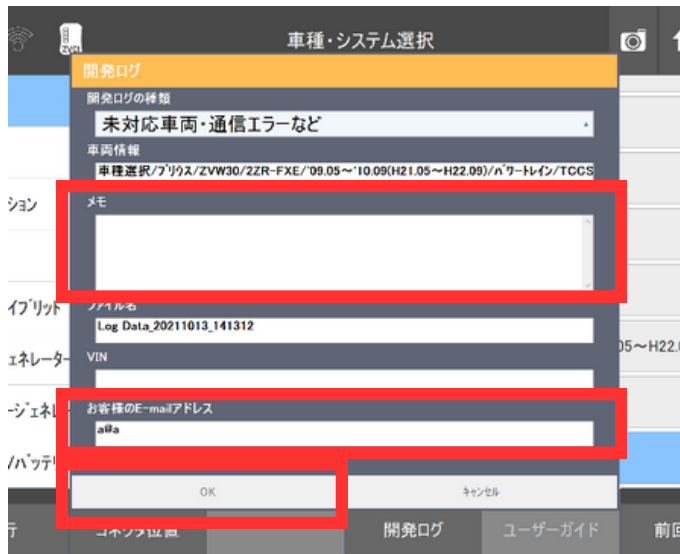 車種・システム選択
ZVCI
開発ログ
開発ログの種類
未対応車両・通信エラーなど
車両情報
車種選択/プリウス/ZVW30/2ZR-FXE/'09.05～'10.09(H21.05～H22.09)/パワートレイン/TCCS
メモ
ション
ファイル名
イブリット
Log Data_20211013_141312
05～H22.0
ェネレーター
VIN
お客様のE-mailアドレス
ージェネレ
a@a
/バッテリ
OK
キャンセル
行
コネクタ位置
開発ログ
ユーザーガイド
前回